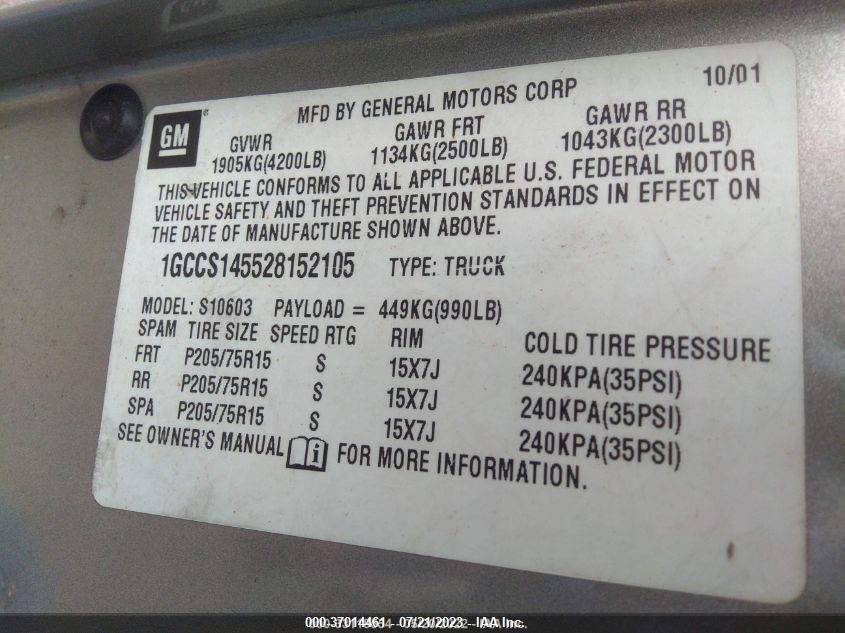 10/01
GM
MFD BY GENERAL MOTORS CORP
GVWR GAWR FRT GAWR RR
1905KG(4200LB) 1134KG(2500LB) 1043KG(2300LB)
THIS VEHICLE CONFORMS TO ALL APPLICABLE U.S. FEDERAL MOTOR
VEHICLE SAFETY AND THEFT PREVENTION STANDARDS IN EFFECT ON
THE DATE OF MANUFACTURE SHOWN ABOVE.
1GCCS145528152105 TYPE: TRUCK
MODEL: S10603 PAYLOAD = 449KG(990LB)
SPAM TIRE SIZE SPEED RTG RIM COLD TIRE PRESSURE
FRT P205/75R15 S 15X7J 240KPA(35PSI)
RR P205/75R15 S 15X7J 240KPA(35PSI)
SPA P205/75R15 S 15X7J 240KPA(35PSI)
SEE OWNER'S MANUAL i FOR MORE INFORMATION.
000-37014461 - 07/21/2023 - IAA Inc.